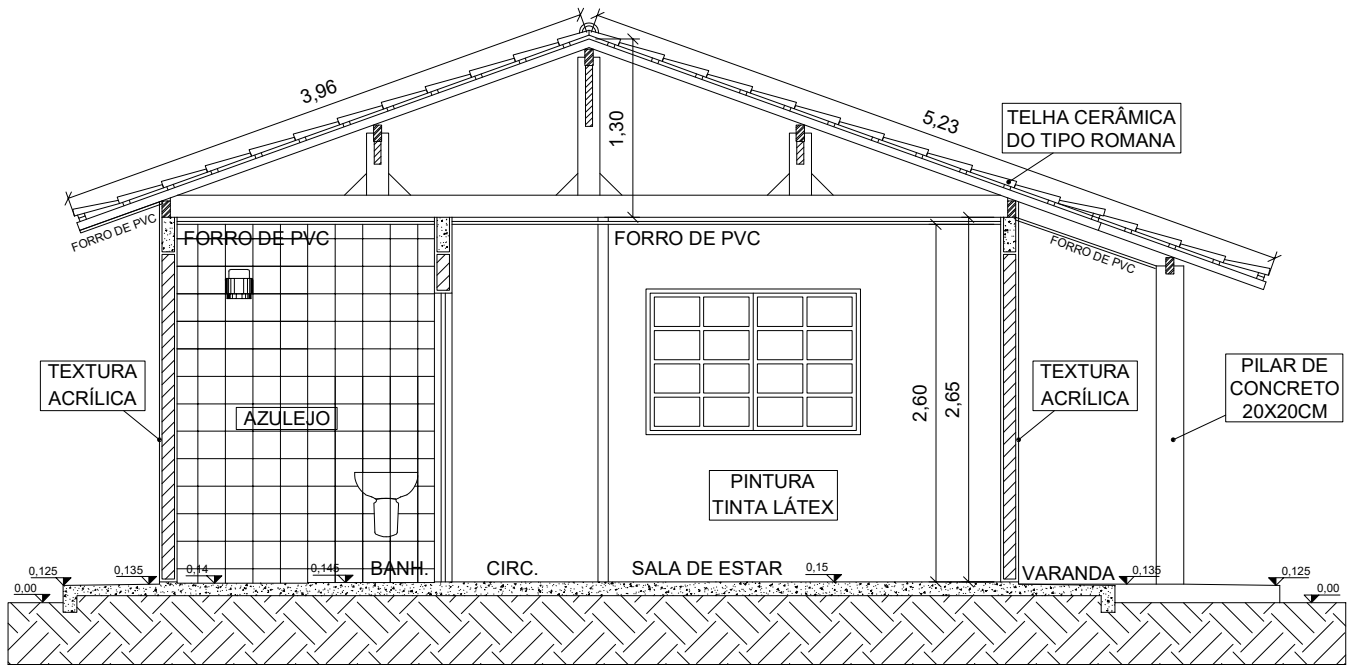 3,96
5,23
1,30
TELHA CERÂMICA
DO TIPO ROMANA
FORRO DE PVC
FORRO DE PVC
FORRO DE PVC
FORRO DE PVC
TEXTURA
ACRÍLICA
AZULEJO
2,60
2,65
TEXTURA
ACRÍLICA
PILAR DE
CONCRETO
20X20CM
PINTURA
TINTA LÁTEX
0,00
0,125
0,135
0,14
0,145
BANH.
CIRC.
SALA DE ESTAR
0,15
VARANDA
0,135
0,125
0,00